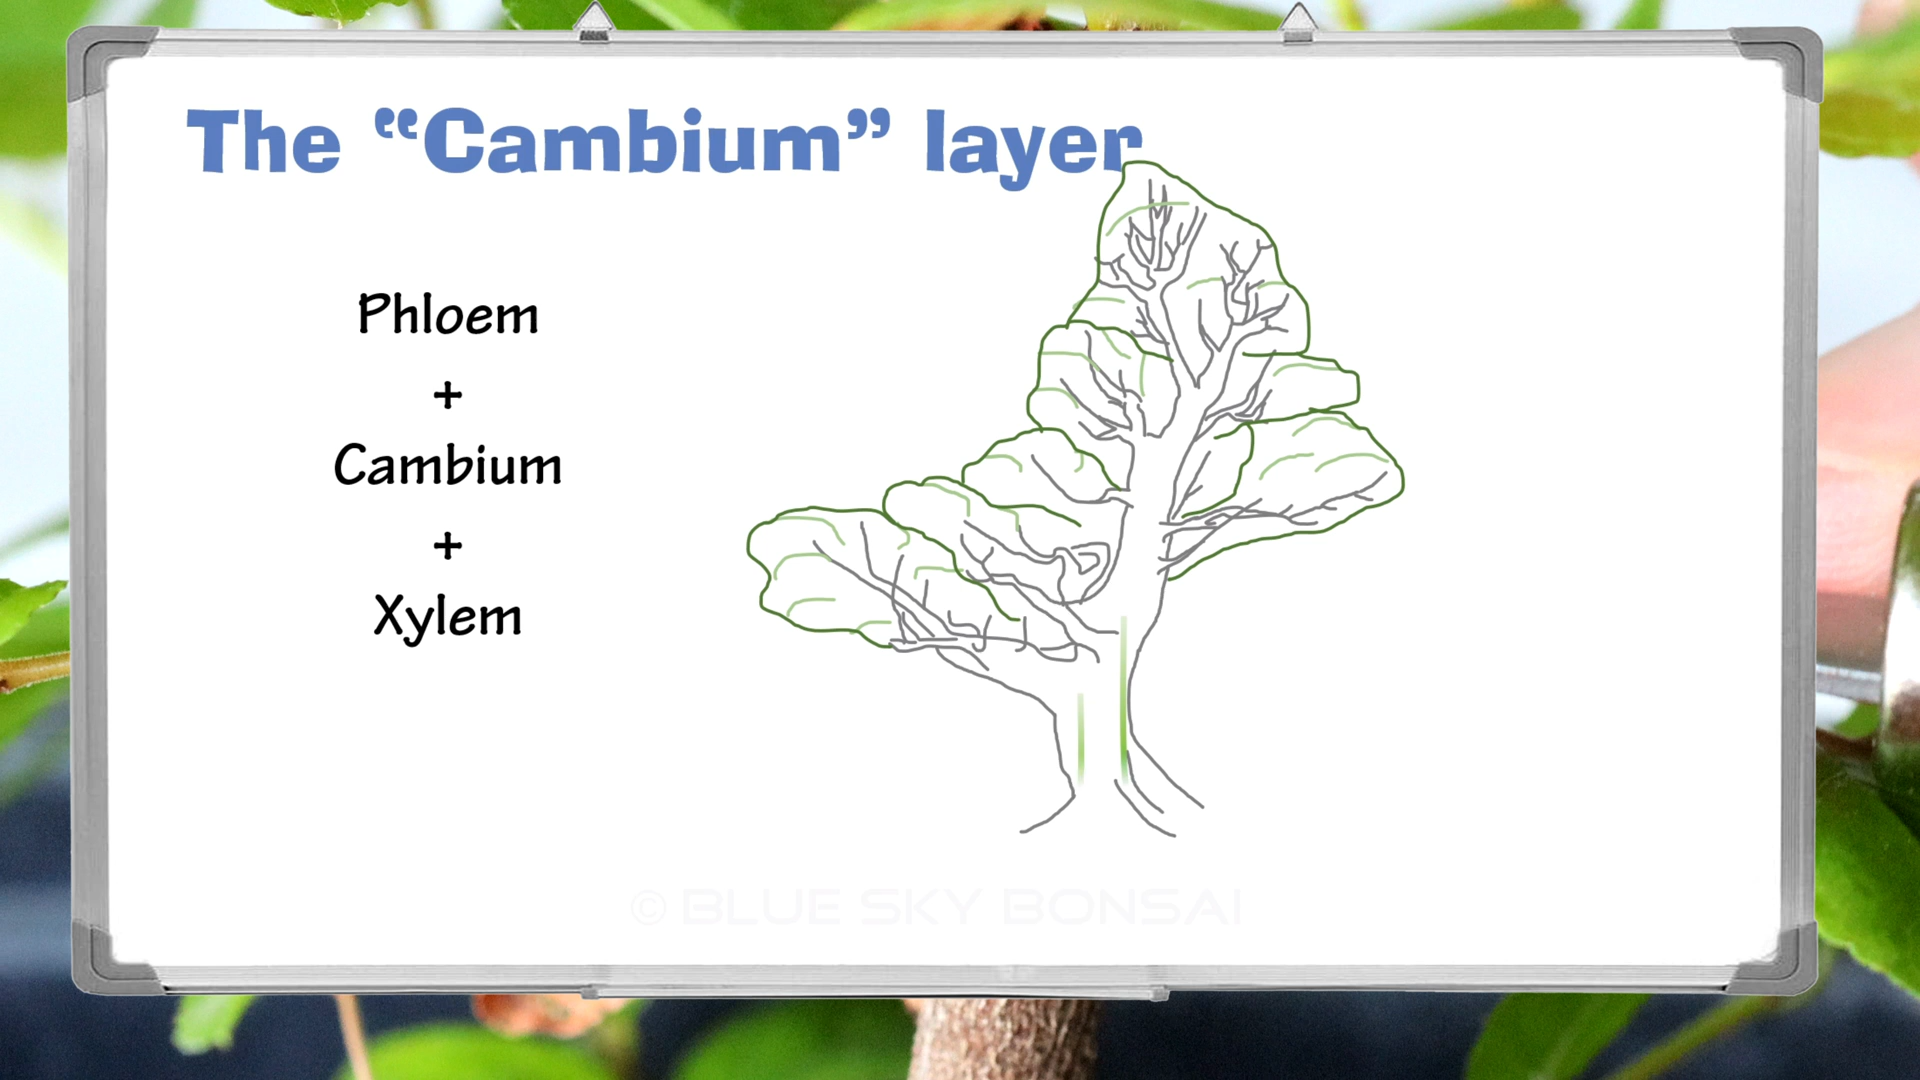 The “Cambium” layer
Phloem
+
Cambium
+
Xylem
© BLUE SKY BONSAI